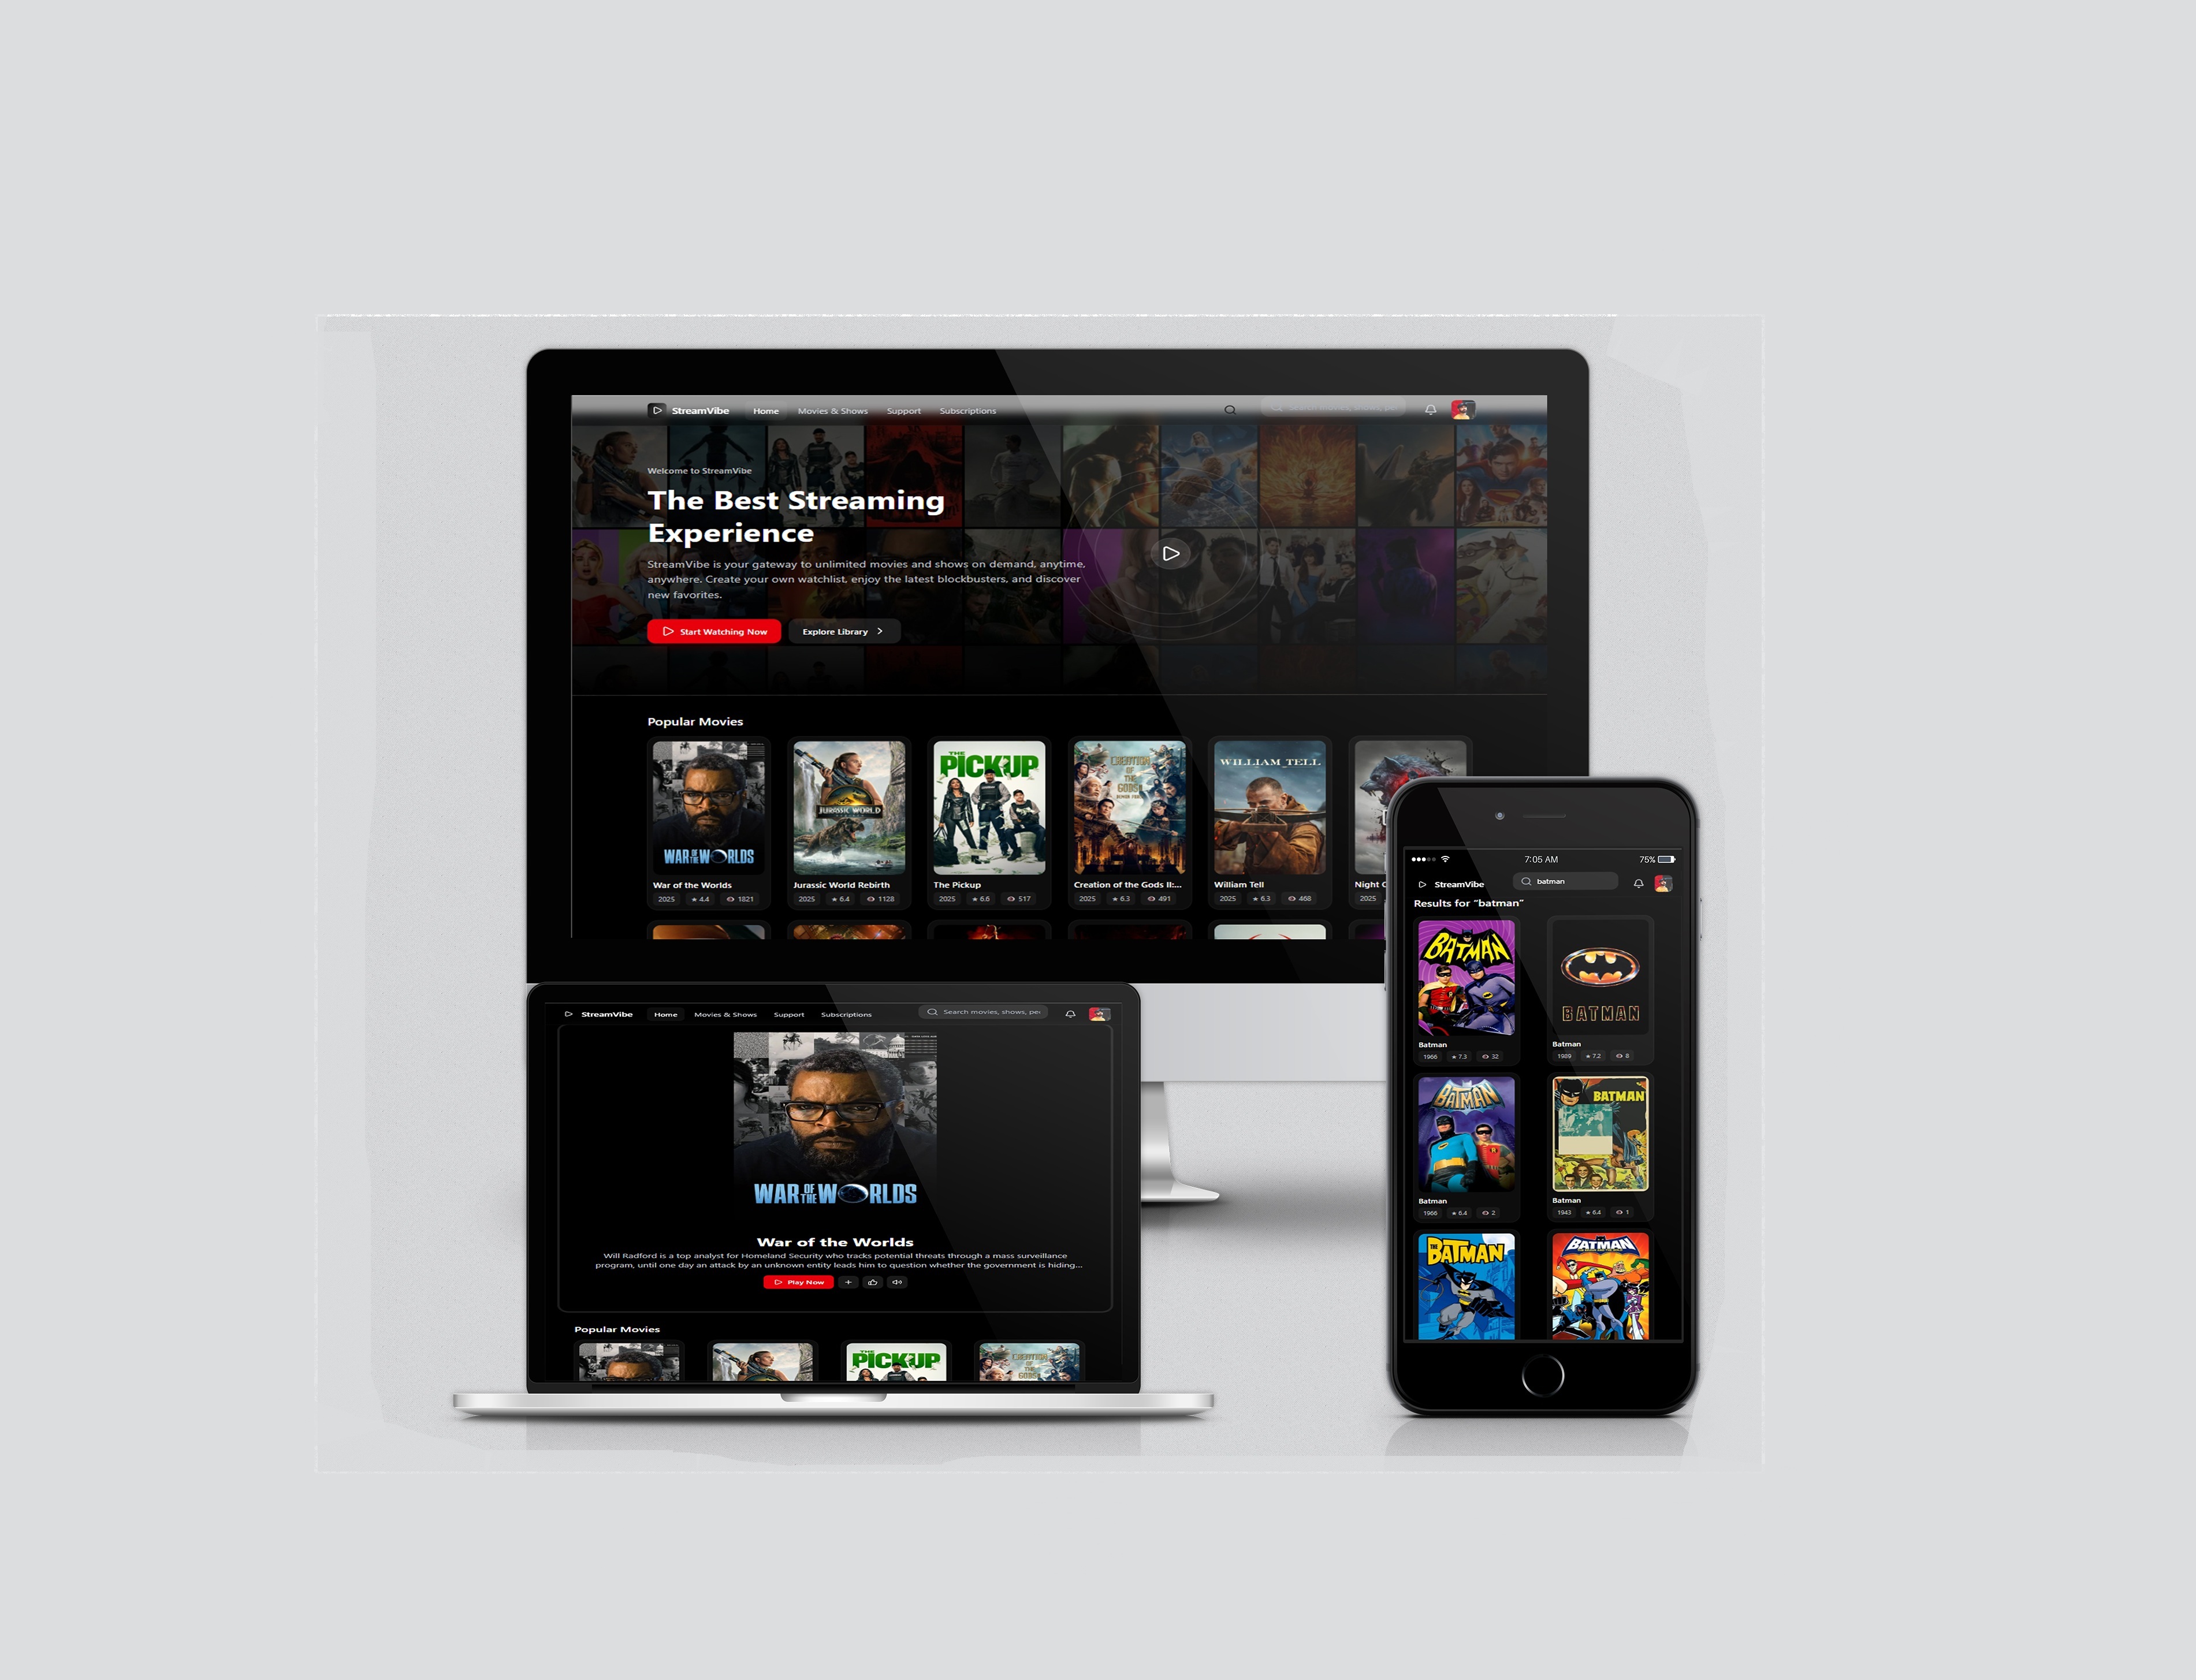 StreamVibe Home Movies & Shows Support Subscriptions
Welcome to StreamVibe
The Best Streaming
Experience
StreamVibe is your gateway to unlimited movies and shows on demand, anytime,
anywhere. Create your own watchlist, enjoy the latest blockbusters, and discover
new favorites.
Start Watching Now Explore Library
Popular Movies
WAR OF THE WORLDS
JURASSIC WORLD
THE PICKUP
CREATION OF THE GODS
WILLIAM TELL
War of the Worlds
2025 4.4 1821
Jurassic World Rebirth
2025 6.4 1128
The Pickup
2025 6.6 517
Creation of the Gods II:...
2025 6.3 491
William Tell
2025 6.3 468
Night
2025
StreamVibe Home Movies & Shows Support Subscriptions Search movies, shows, pe
WAR OF THE WORLDS
War of the Worlds
Will Radford is a top analyst for Homeland Security who tracks potential threats through a mass surveillance
program, until one day an attack by an unknown entity leads him to question whether the government is hiding...
Play Now
Popular Movies
THE PICKUP
CREATION OF THE GODS
7:05 AM 75%
StreamVibe batman
Results for “batman”
BATMAN
BATMAN
Batman
1966 7.3 32
Batman
1989 7.2 8
BATMAN
BATMAN
Batman
1966 6.4 2
Batman
1943 6.4 1
THE BATMAN
BATMAN